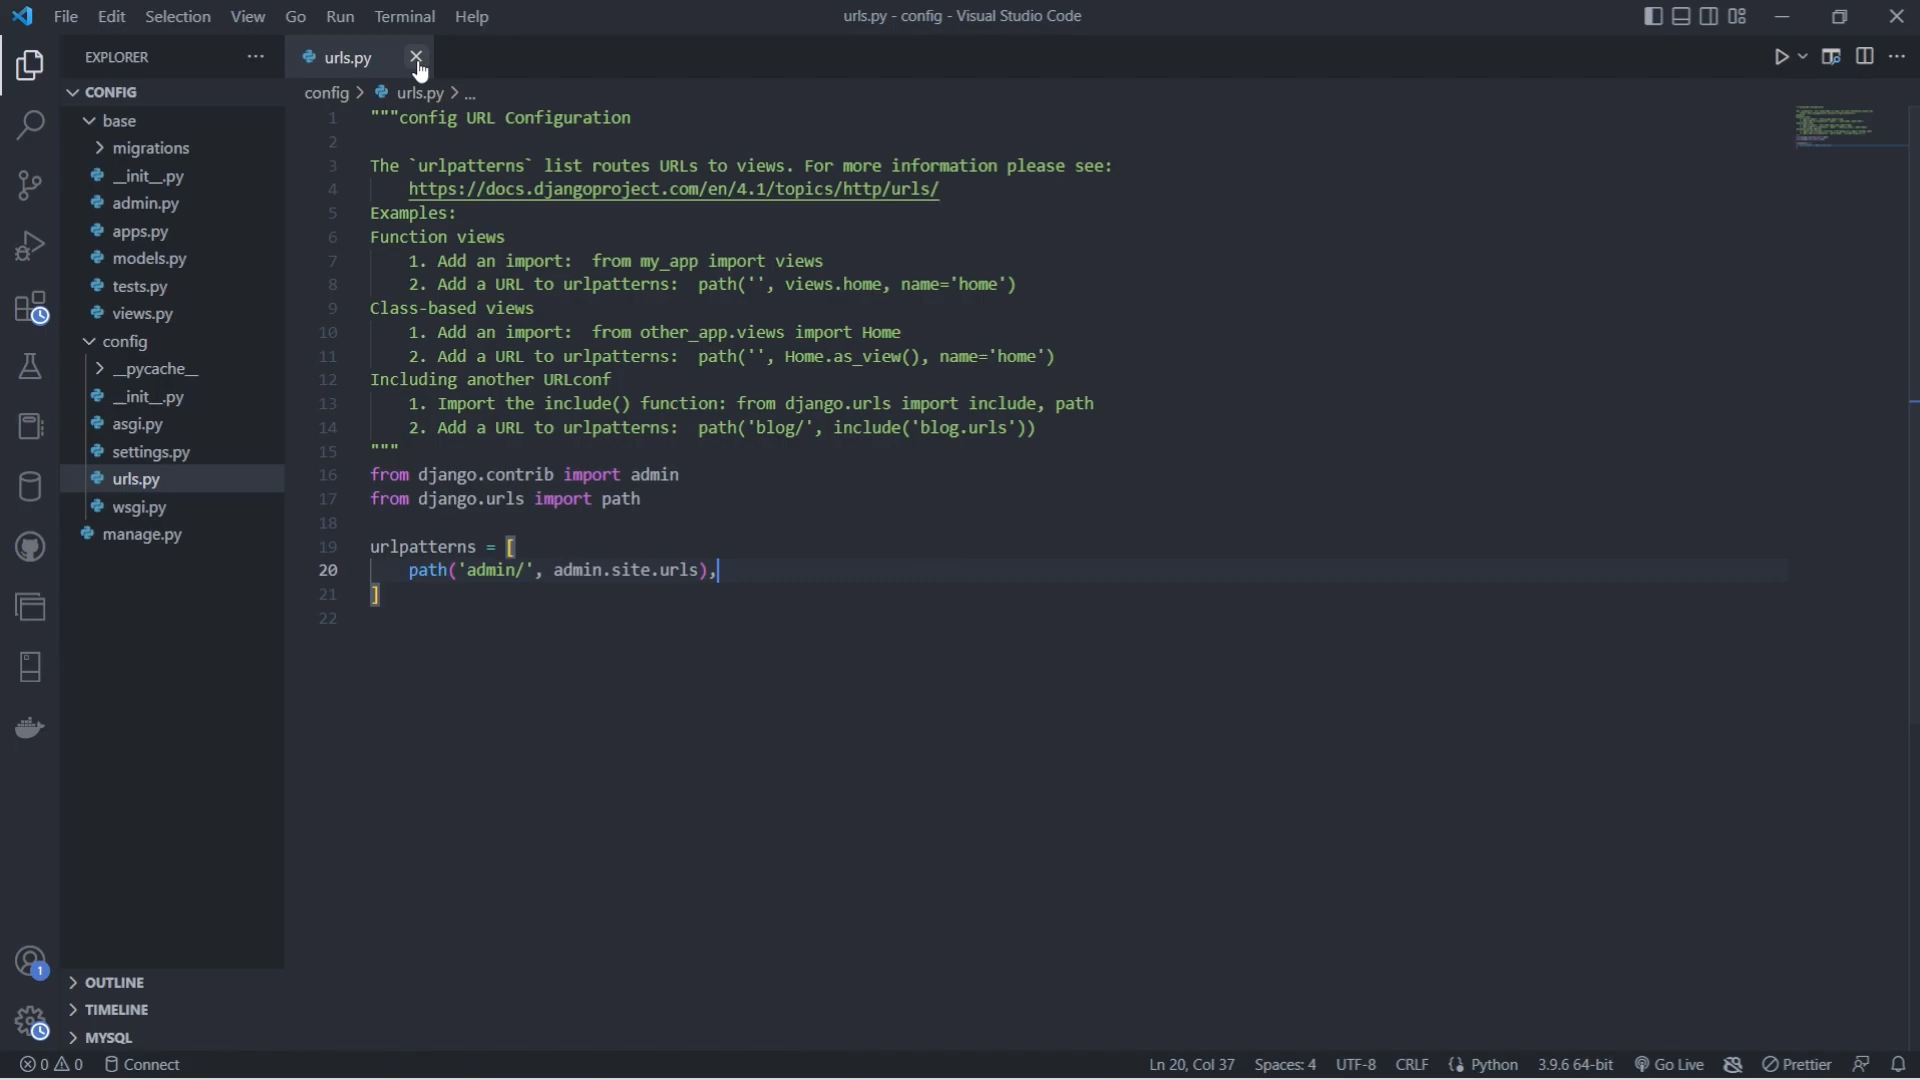 File Edit Selection View Go Run Terminal Help
urls.py - config - Visual Studio Code
EXPLORER
CONFIG
base
migrations
__init__.py
admin.py
apps.py
models.py
tests.py
views.py
config
__pycache__
__init__.py
asgi.py
settings.py
urls.py
wsgi.py
manage.py
OUTLINE
TIMELINE
MYSQL
urls.py
config > urls.py > ...
1 """config URL Configuration
2
3 The `urlpatterns` list routes URLs to views. For more information please see:
4 https://docs.djangoproject.com/en/4.1/topics/http/urls/
5 Examples:
6 Function views
7 1. Add an import:  from my_app import views
8 2. Add a URL to urlpatterns:  path('', views.home, name='home')
9 Class-based views
10 1. Add an import:  from other_app.views import Home
11 2. Add a URL to urlpatterns:  path('', Home.as_view(), name='home')
12 Including another URLconf
13 1. Import the include() function: from django.urls import include, path
14 2. Add a URL to urlpatterns:  path('blog/', include('blog.urls'))
15 """
16 from django.contrib import admin
17 from django.urls import path
18
19 urlpatterns = [
20 path('admin/', admin.site.urls),
21 ]
22
1
0 0 Connect
Ln 20, Col 37 Spaces: 4 UTF-8 CRLF Python 3.9.6 64-bit Go Live Prettier